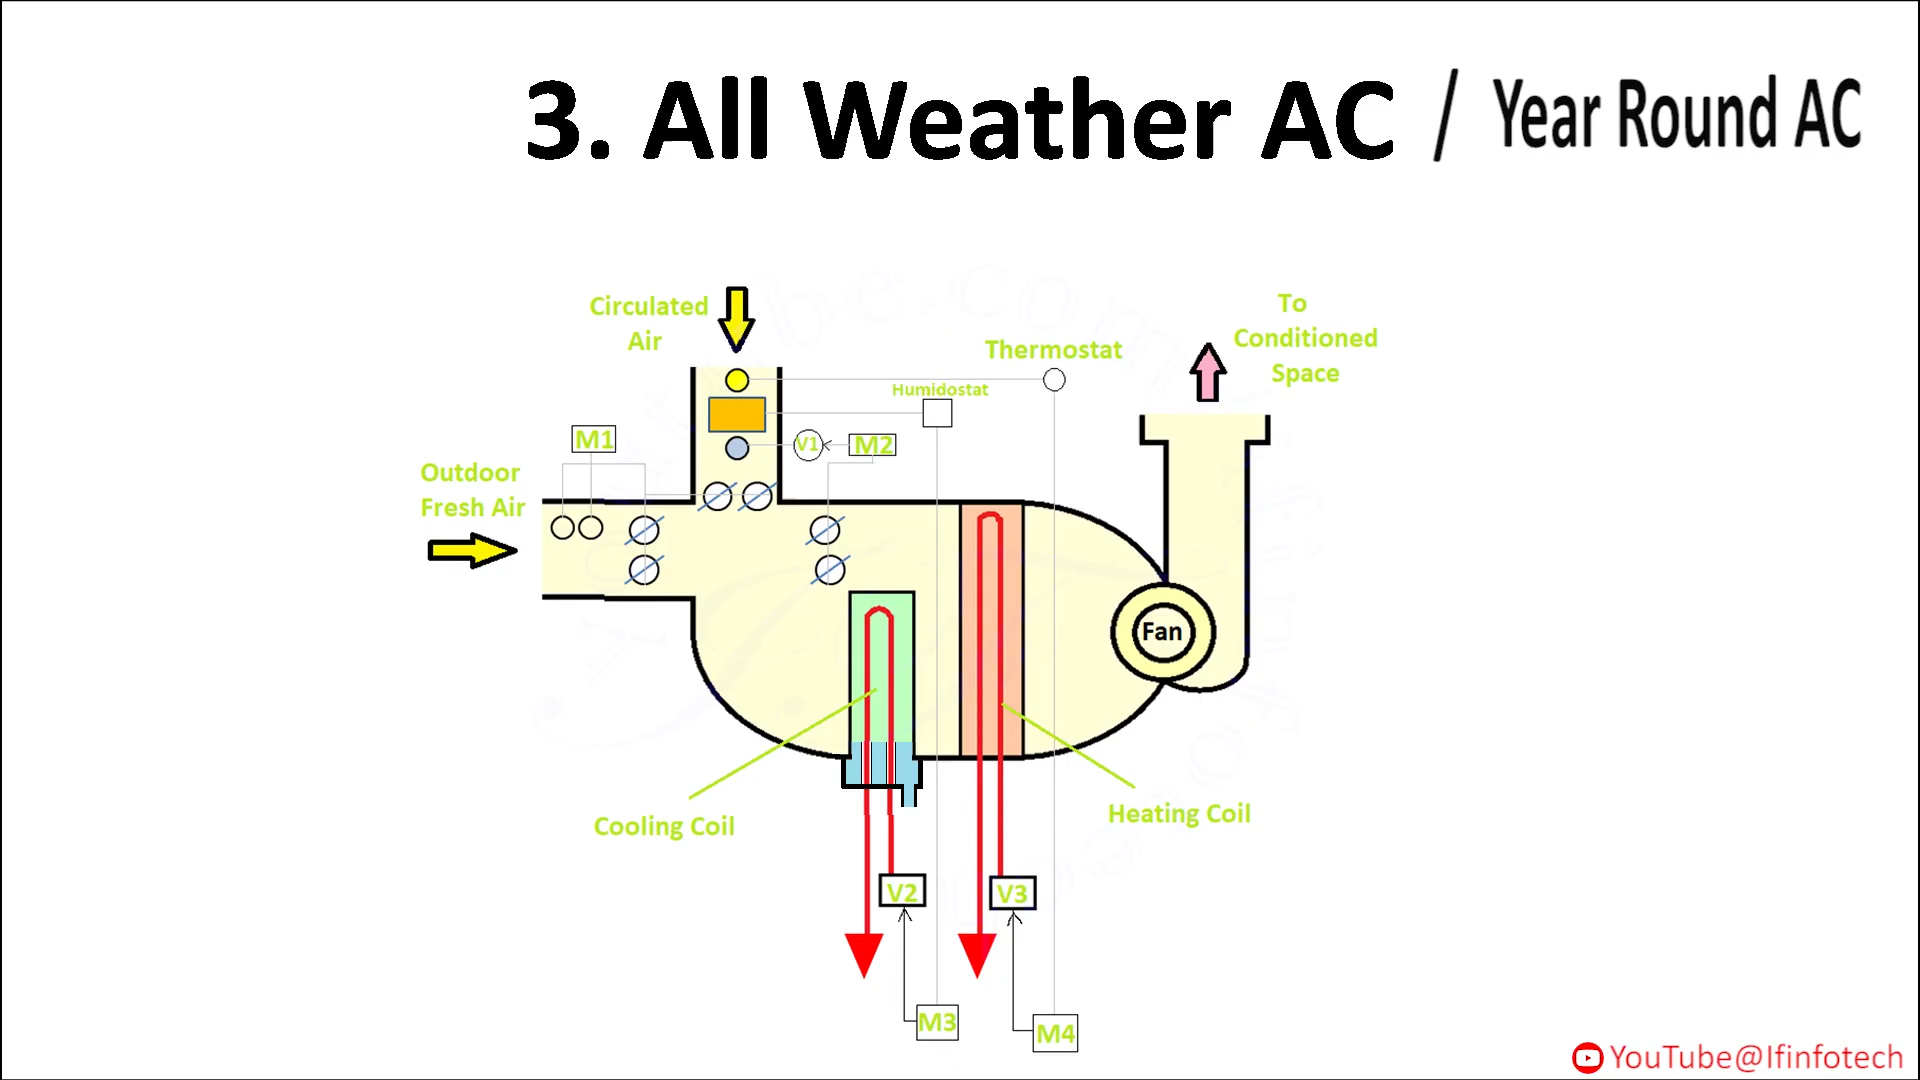 3. All Weather AC / Year Round AC
Circulated
Air
To
Conditioned
Space
Thermostat
Humidostat
M1
V1
M2
Outdoor
Fresh Air
Fan
Cooling Coil
Heating Coil
V2
V3
M3
M4
YouTube@Ifinfotech